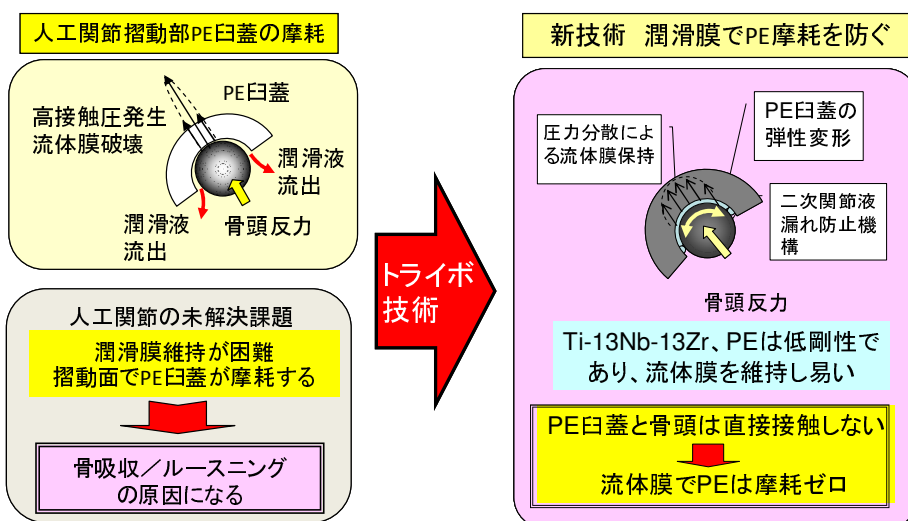 人工関節摺動部PE臼蓋の摩耗
高接触圧発生
流体膜破壊
PE臼蓋
潤滑液
流出
潤滑液
流出
骨頭反力
人工関節の未解決課題
潤滑膜維持が困難
摺動面でPE臼蓋が摩耗する
骨吸収／ルースニング
の原因になる
トライボ
技術
新技術 潤滑膜でPE摩耗を防ぐ
圧力分散によ
る流体膜保持
PE臼蓋の
弾性変形
二次関節液
漏れ防止機
構
骨頭反力
Ti-13Nb-13Zr、PEは低剛性で
あり、流体膜を維持し易い
PE臼蓋と骨頭は直接接触しない
流体膜でPEは摩耗ゼロ